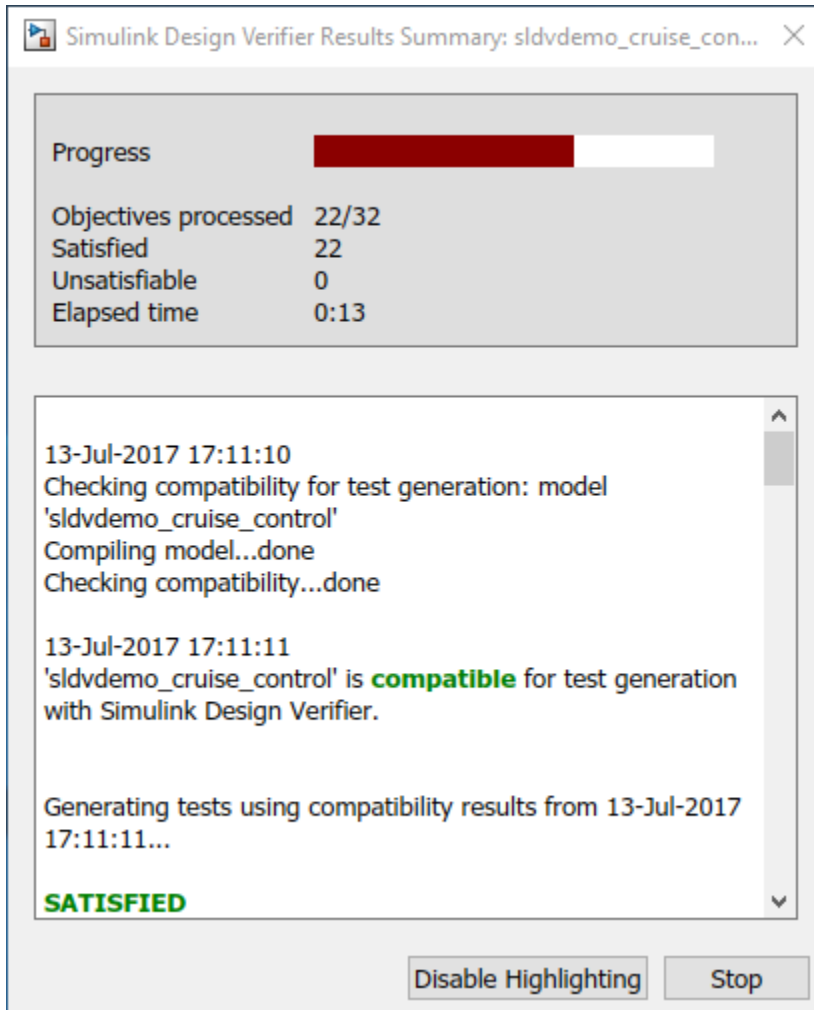 Simulink Design Verifier Results Summary: sldvdemo_cruise_con...
Progress
Objectives processed 22/32
Satisfied 22
Unsatisfiable 0
Elapsed time 0:13
13-Jul-2017 17:11:10
Checking compatibility for test generation: model
'sldvdemo_cruise_control'
Compiling model...done
Checking compatibility...done
13-Jul-2017 17:11:11
'sldvdemo_cruise_control' is compatible for test generation
with Simulink Design Verifier.
Generating tests using compatibility results from 13-Jul-2017
17:11:11...
SATISFIED
Disable Highlighting Stop